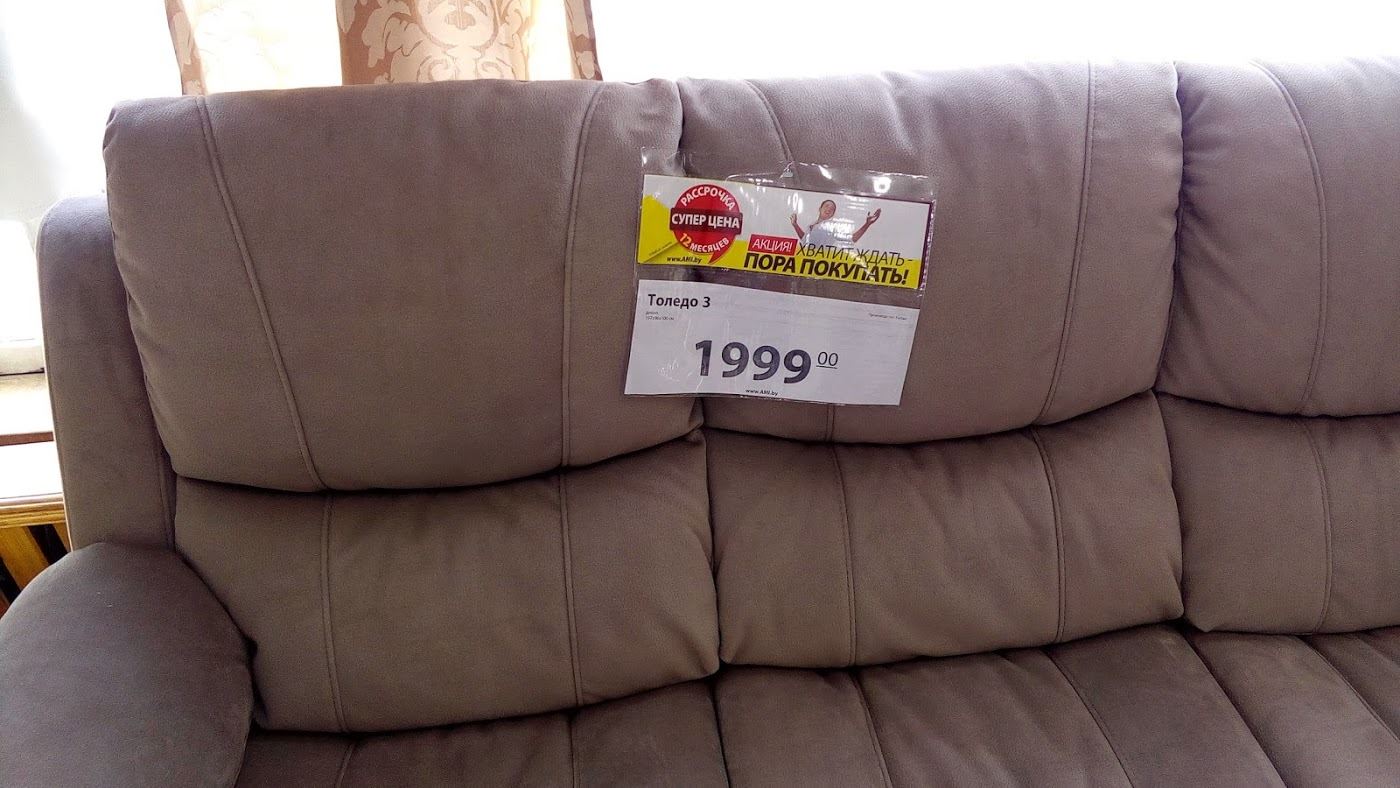 РАССРОЧКА
СУПЕР ЦЕНА
12 МЕСЯЦЕВ
www.AMI.by
АКЦИЯ! ХВАТИТ ЖДАТЬ -
ПОРА ПОКУПАТЬ!
Толедо 3
диван
1999 00
www.AMI.by